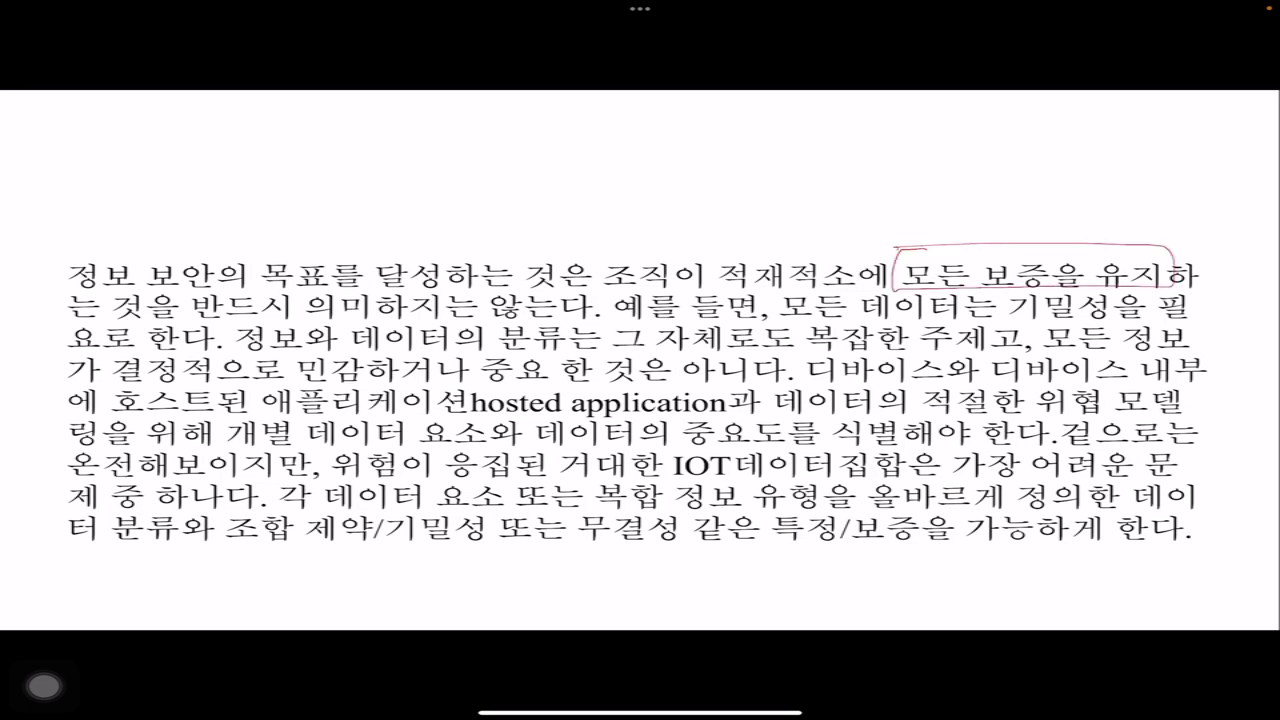 정보 보안의 목표를 달성하는 것은 조직이 적재적소에 모든 보증을 유지하
는 것을 반드시 의미하지는 않는다. 예를 들면, 모든 데이터는 기밀성을 필
요로 한다. 정보와 데이터의 분류는 그 자체로도 복잡한 주제고, 모든 정보
가 결정적으로 민감하거나 중요 한 것은 아니다. 디바이스와 디바이스 내부
에 호스트된 애플리케이션hosted application과 데이터의 적절한 위협 모델
링을 위해 개별 데이터 요소와 데이터의 중요도를 식별해야 한다.겉으로는
온전해보이지만, 위험이 응집된 거대한 IOT데이터집합은 가장 어려운 문
제 중 하나다. 각 데이터 요소 또는 복합 정보 유형을 올바르게 정의한 데이
터 분류와 조합 제약/기밀성 또는 무결성 같은 특정/보증을 가능하게 한다.